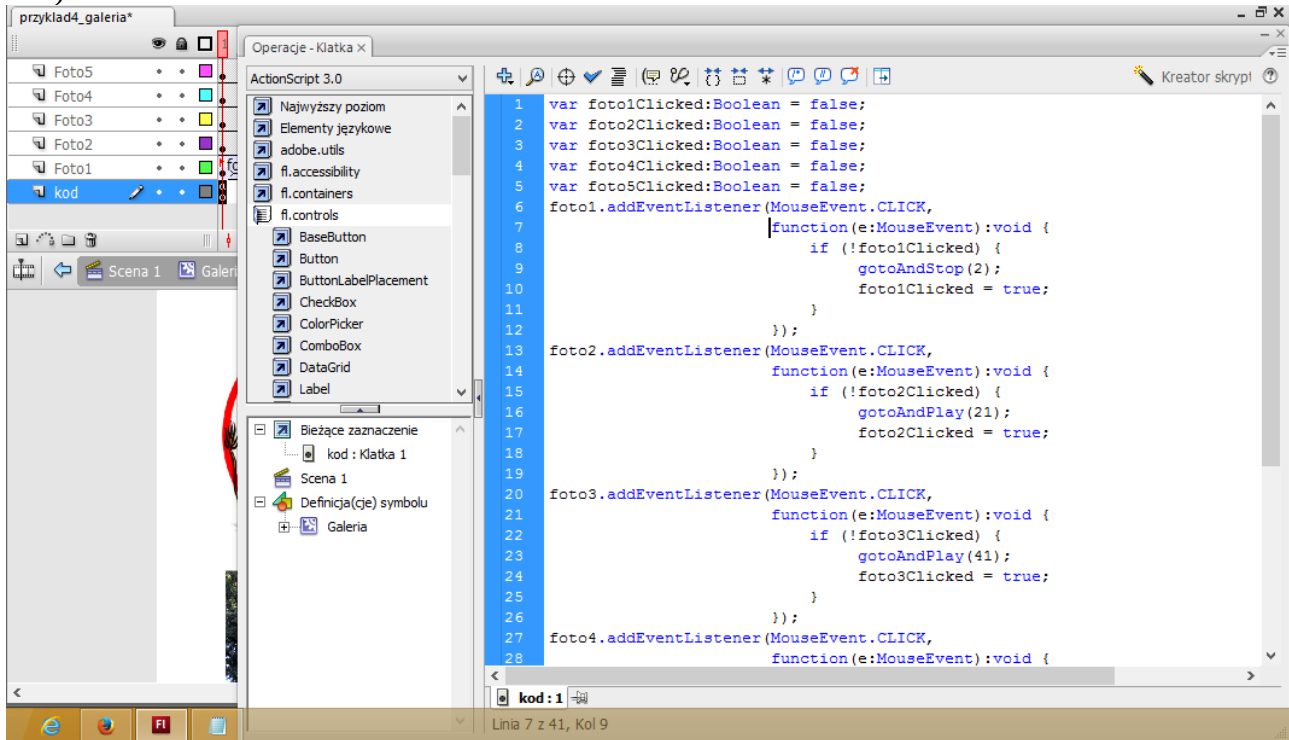 przyklad4_galeria*
1
Operacje - Klatka
Foto5
Foto4
Foto3
Foto2
Foto1
kod
Scena 1
Galeri
ActionScript 3.0
Najwyższy poziom
Elementy językowe
adobe.utils
fl.accessibility
fl.containers
fl.controls
BaseButton
Button
ButtonLabelPlacement
CheckBox
ColorPicker
ComboBox
DataGrid
Label
Bieżące zaznaczenie
kod : Klatka 1
Scena 1
Definicja(cje) symbolu
Galeria
Kreator skrypt
1 var foto1Clicked:Boolean = false;
2 var foto2Clicked:Boolean = false;
3 var foto3Clicked:Boolean = false;
4 var foto4Clicked:Boolean = false;
5 var foto5Clicked:Boolean = false;
6 foto1.addEventListener(MouseEvent.CLICK,
7 function(e:MouseEvent):void {
8 if (!foto1Clicked) {
9 gotoAndStop(2);
10 foto1Clicked = true;
11 }
12 });
13 foto2.addEventListener(MouseEvent.CLICK,
14 function(e:MouseEvent):void {
15 if (!foto2Clicked) {
16 gotoAndPlay(21);
17 foto2Clicked = true;
18 }
19 });
20 foto3.addEventListener(MouseEvent.CLICK,
21 function(e:MouseEvent):void {
22 if (!foto3Clicked) {
23 gotoAndPlay(41);
24 foto3Clicked = true;
25 }
26 });
27 foto4.addEventListener(MouseEvent.CLICK,
28 function(e:MouseEvent):void {
kod : 1
Linia 7 z 41, Kol 9
Fl